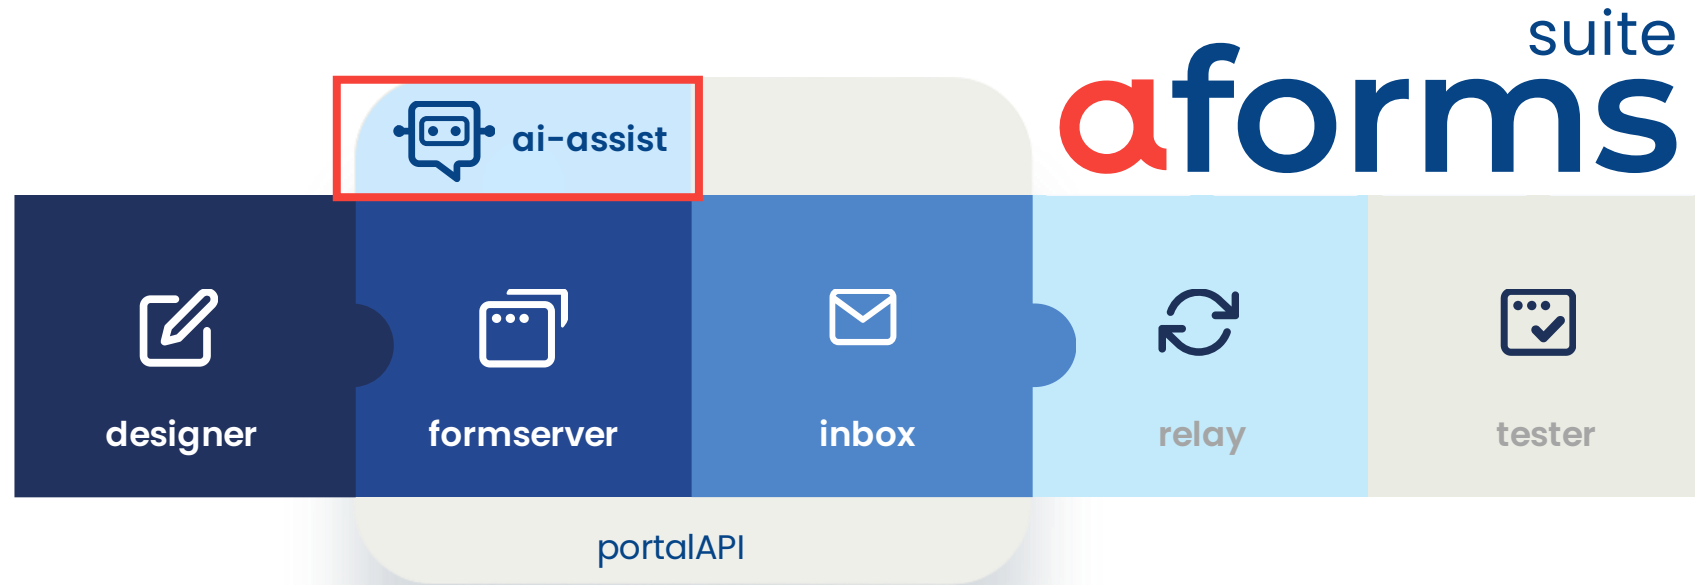 suite
aforms
ai-assist
designer
formserver
inbox
relay
tester
portalAPI